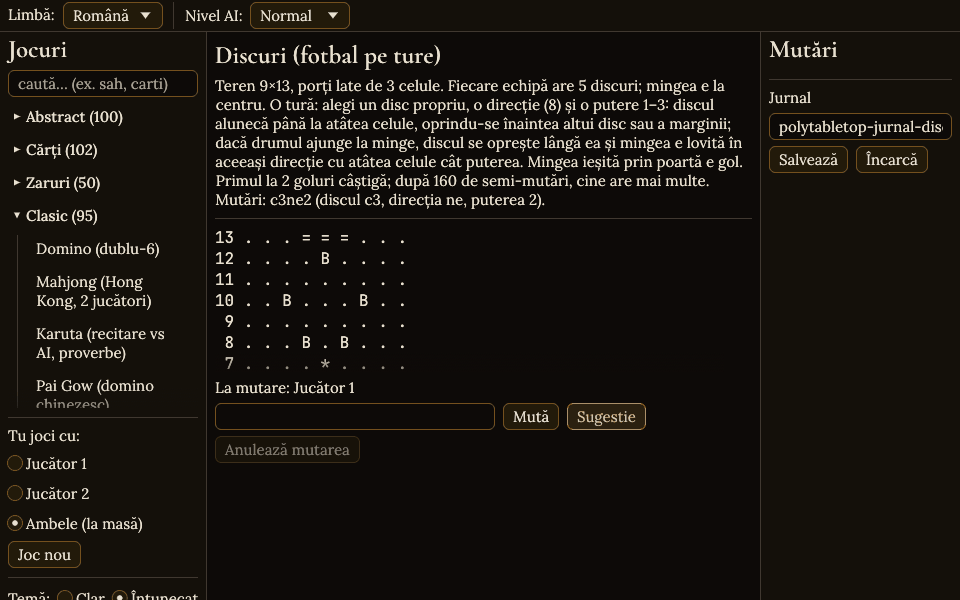 Limbă: Română ▼ Nivel AI: Normal ▼
Jocuri
caută... (ex. sah, carti)
▸ Abstract (100)
▸ Cărți (102)
▸ Zaruri (50)
▾ Clasic (95)
Domino (dublu-6)
Mahjong (Hong
Kong, 2 jucători)
Karuta (recitare vs
AI, proverbe)
Pai Gow (domino
chinezesc)
Tu joci cu:
Jucător 1
Jucător 2
Ambele (la masă)
Joc nou
Temă: Clar Întunecat
Discuri (fotbal pe ture)
Teren 9×13, porți late de 3 celule. Fiecare echipă are 5 discuri; mingea e la
centru. O tură: alegi un disc propriu, o direcție (8) și o putere 1–3: discul
alunecă până la atâtea celule, oprindu-se înaintea altui disc sau a marginii;
dacă drumul ajunge la minge, discul se oprește lângă ea și mingea e lovită în
aceeași direcție cu atâtea celule cât puterea. Mingea ieșită prin poartă e gol.
Primul la 2 goluri câștigă; după 160 de semi-mutări, cine are mai multe.
Mutări: c3ne2 (discul c3, direcția ne, puterea 2).
13 . . . = = = . . .
12 . . . . B . . . .
11 . . . . . . . . .
10 . . B . . . B . .
9 . . . . . . . . .
8 . . . B . B . . .
7 . . . . * . . . .
La mutare: Jucător 1
Mută Sugestie
Anulează mutarea
Mutări
Jurnal
polytabletop-jurnal-dis
Salvează Încarcă